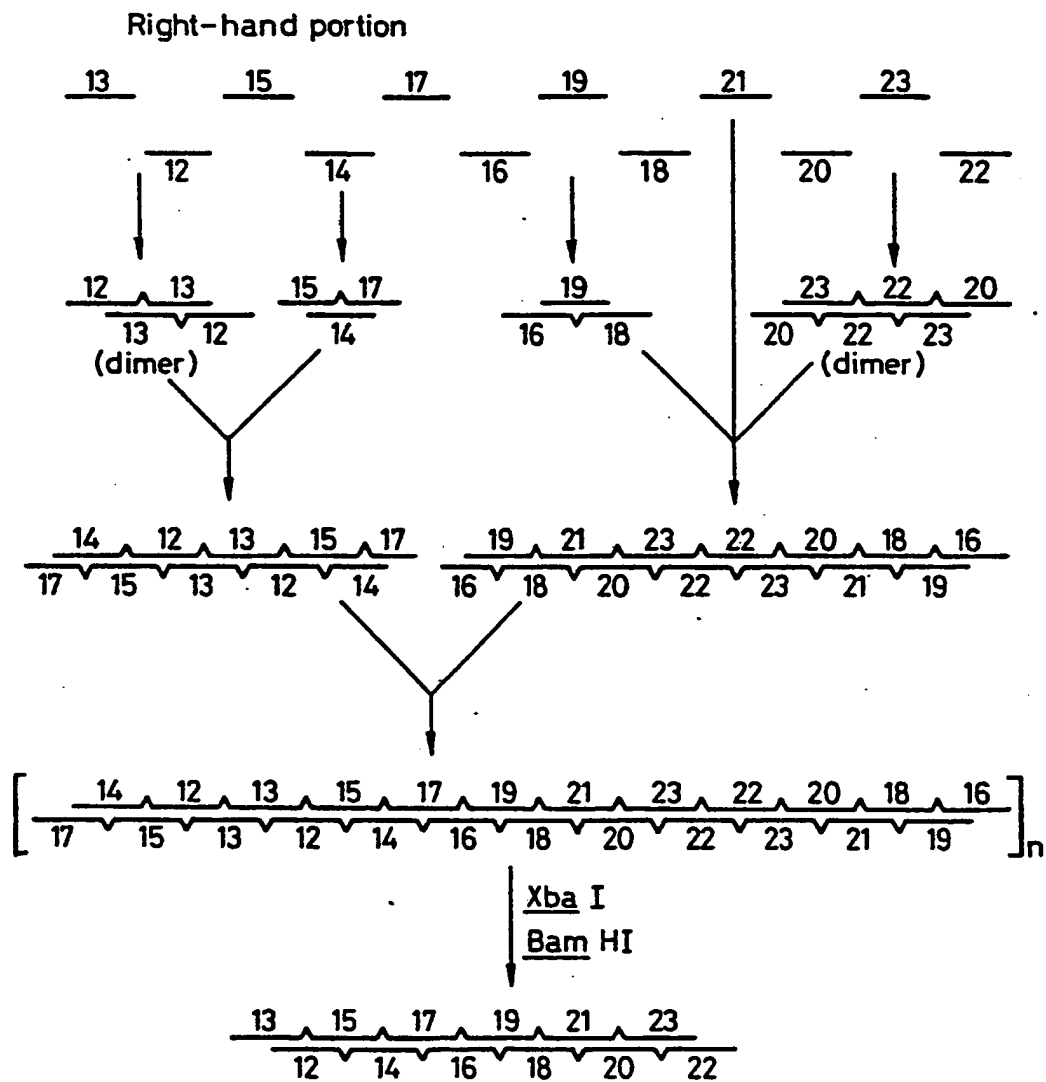 Right-hand portion
13 15 17 19 21 23
12 14 16 18 20 22
12 13 15 17 19 23 22 20
13 12 14 16 18 20 22 23
(dimer) (dimer)
14 12 13 15 17 19 21 23 22 20 18 16
17 15 13 12 14 16 18 20 22 23 21 19
14 12 13 15 17 19 21 23 22 20 18 16
17 15 13 12 14 16 18 20 22 23 21 19
n
Xba I
Bam HI
13 15 17 19 21 23
12 14 16 18 20 22